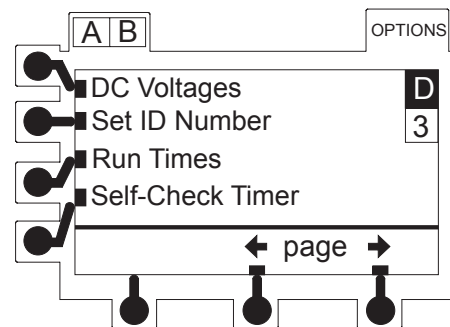 A B
OPTIONS
DC Voltages
D
Set ID Number
3
Run Times
Self-Check Timer
← page →